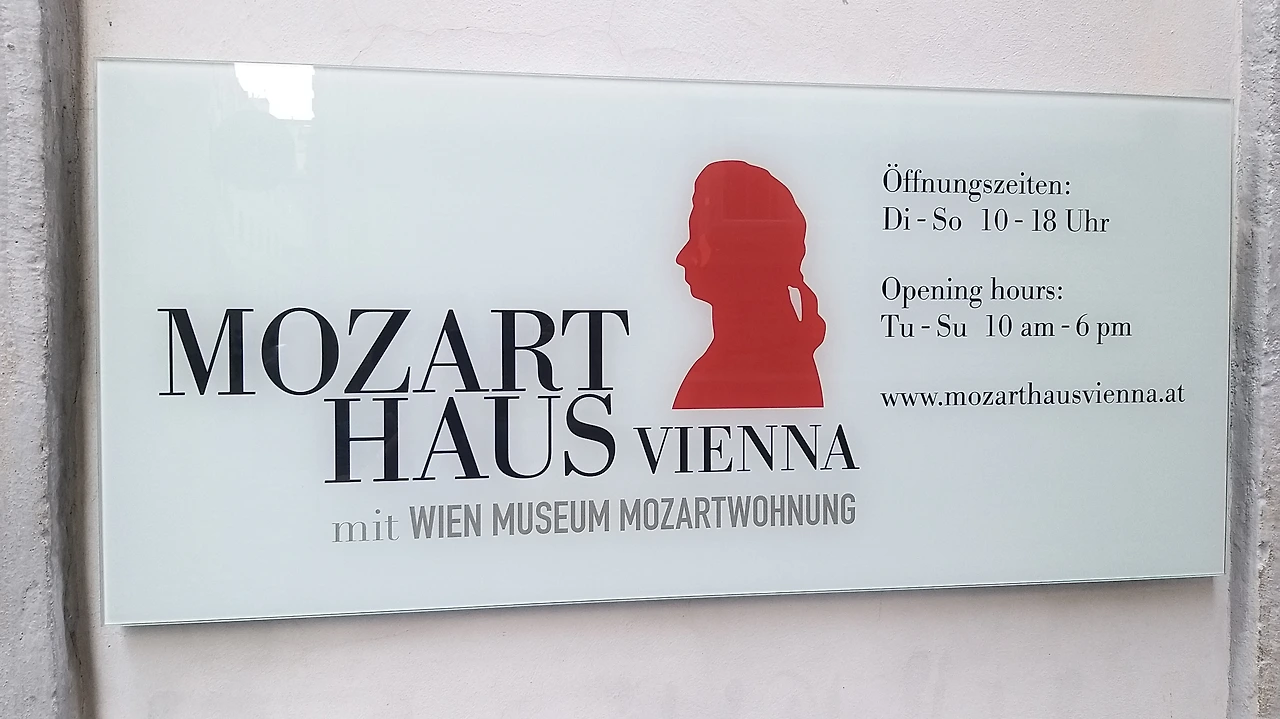 MOZART
HAUS VIENNA
mit WIEN MUSEUM MOZARTWOHNUNG
Öffnungszeiten:
Di - So 10 - 18 Uhr
Opening hours:
Tu - Su 10 am - 6 pm
www.mozarthausvienna.at